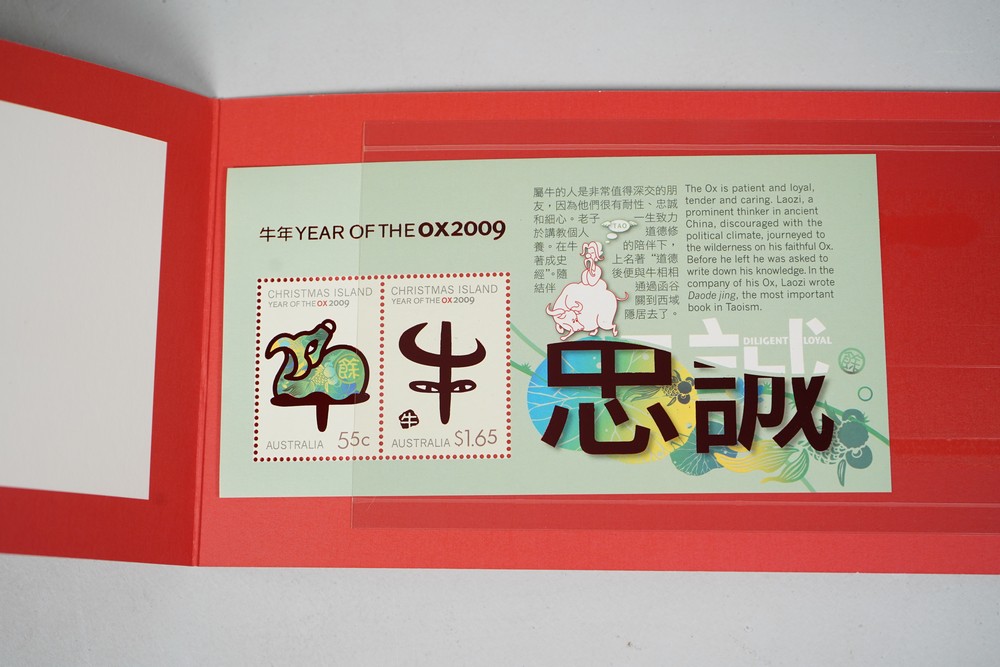 牛年 YEAR OF THE OX2009
CHRISTMAS ISLAND
YEAR OF THE OX 2009
餘
AUSTRALIA 55c
CHRISTMAS ISLAND
YEAR OF THE OX 2009
牛
牛
AUSTRALIA $1.65
屬牛的人是非常值得深交的朋
友，因為他們很有耐性、忠誠
和細心。老子一生致力
於講教個人道德修
養。在牛的陪伴下，
著成史上名著“道德
經”。隨後便與牛相相
結伴通過函谷
關到西域
隱居去了。
TAO
The Ox is patient and loyal,
tender and caring. Laozi, a
prominent thinker in ancient
China, discouraged with the
political climate, journeyed to
the wilderness on his faithful Ox.
Before he left he was asked to
write down his knowledge. In the
company of his Ox, Laozi wrote
Daode jing, the most important
book in Taoism.
DILIGENT & LOYAL
餘
忠誠